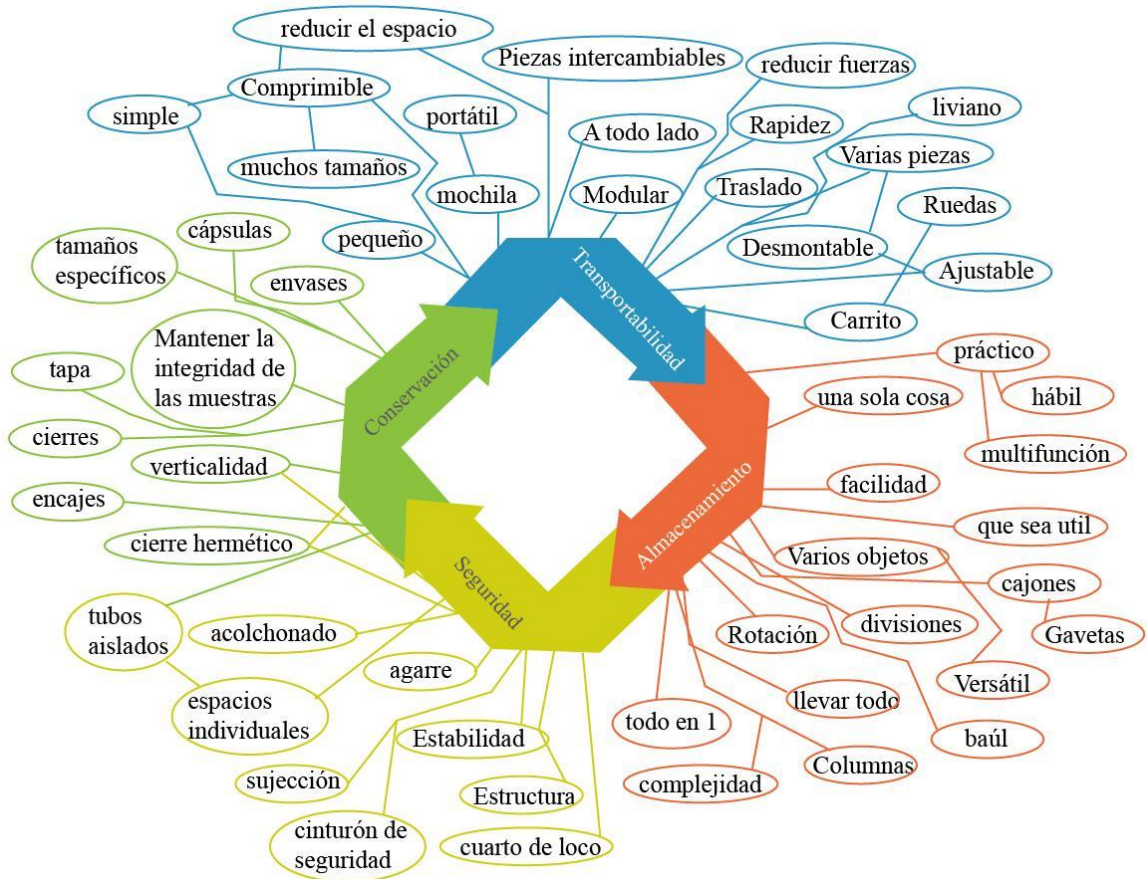 reducir el espacio
Piezas intercambiables
reducir fuerzas
Comprimible
simple
portátil
liviano
A todo lado
Rapidez
muchos tamaños
Varias piezas
mochila
Modular
Traslado
Ruedas
pequeño
Desmontable
Ajustable
Carrito
Transportabilidad
cápsulas
tamaños
específicos
envases
Mantener la
integridad de
las muestras
tapa
cierres
verticalidad
encajes
cierre hermético
Conservación
práctico
una sola cosa
hábil
multifunción
facilidad
que sea util
Varios objetos
cajones
divisiones
Gavetas
Rotación
Versátil
llevar todo
baúl
todo en 1
Columnas
complejidad
Almacenamiento
tubos
aislados
acolchonado
agarre
espacios
individuales
Estabilidad
sujección
Estructura
cinturón de
seguridad
cuarto de loco
Seguridad